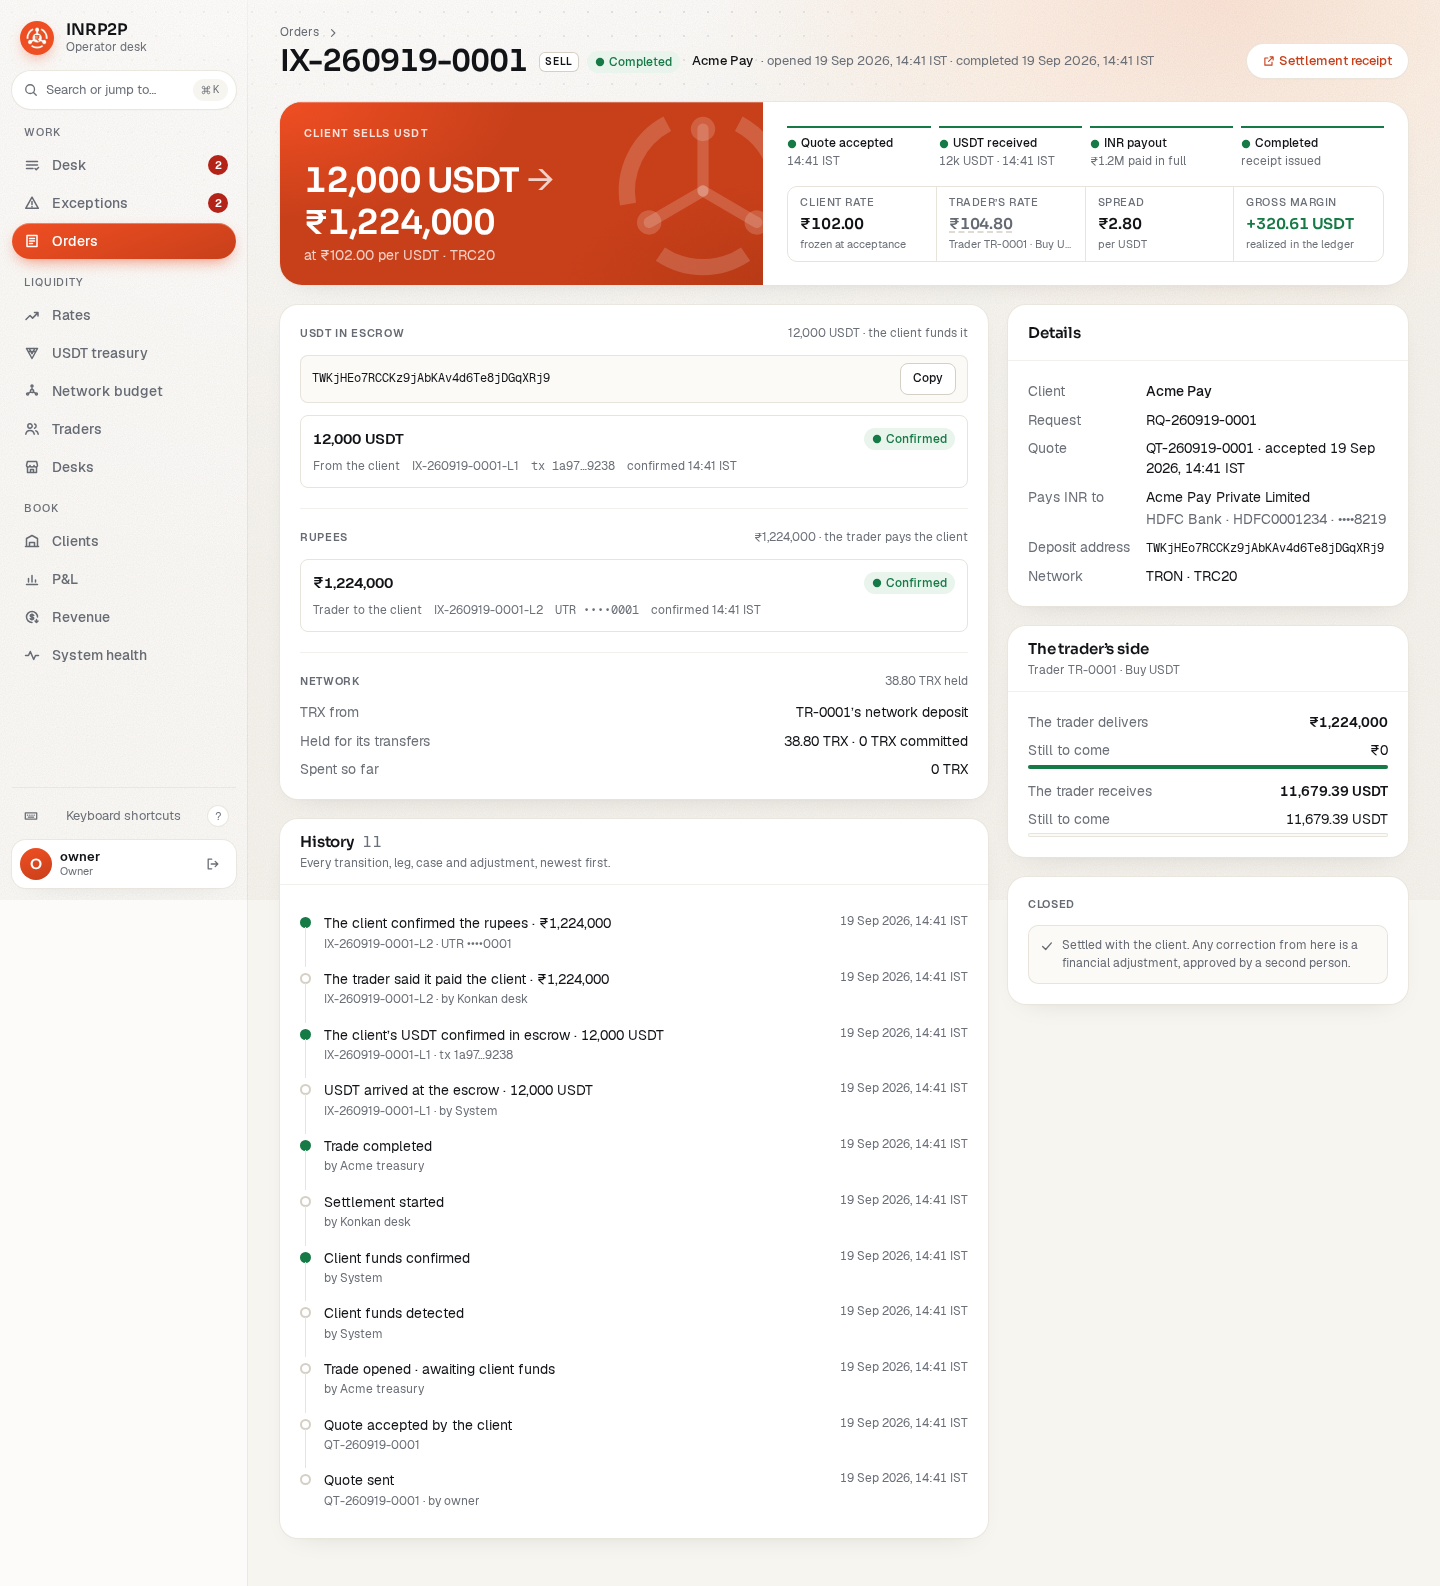 INRP2P
Operator desk
Search or jump to...
⌘K
WORK
Desk
2
Exceptions
2
Orders
LIQUIDITY
Rates
USDT treasury
Network budget
Traders
Desks
BOOK
Clients
P&L
Revenue
System health
Keyboard shortcuts
?
O
owner
Owner
Orders
IX-260919-0001
SELL
Completed
· Acme Pay · opened 19 Sep 2026, 14:41 IST · completed 19 Sep 2026, 14:41 IST
Settlement receipt
CLIENT SELLS USDT
12,000 USDT →
₹1,224,000
at ₹102.00 per USDT · TRC20
Quote accepted
14:41 IST
USDT received
12k USDT · 14:41 IST
INR payout
₹1.2M paid in full
Completed
receipt issued
CLIENT RATE
₹102.00
frozen at acceptance
TRADER'S RATE
₹104.80
Trader TR-0001 · Buy U...
SPREAD
₹2.80
per USDT
GROSS MARGIN
+320.61 USDT
realized in the ledger
USDT IN ESCROW
12,000 USDT · the client funds it
TWKjHEo7RCCKz9jAbKAv4d6Te8jDGqXRj9
Copy
12,000 USDT
Confirmed
From the client IX-260919-0001-L1 tx 1a97…9238 confirmed 14:41 IST
RUPEES
₹1,224,000 · the trader pays the client
₹1,224,000
Confirmed
Trader to the client IX-260919-0001-L2 UTR ••••0001 confirmed 14:41 IST
NETWORK
38.80 TRX held
TRX from
TR-0001's network deposit
Held for its transfers
38.80 TRX · 0 TRX committed
Spent so far
0 TRX
History 11
Every transition, leg, case and adjustment, newest first.
The client confirmed the rupees · ₹1,224,000
19 Sep 2026, 14:41 IST
IX-260919-0001-L2 · UTR ••••0001
The trader said it paid the client · ₹1,224,000
19 Sep 2026, 14:41 IST
IX-260919-0001-L2 · by Konkan desk
The client's USDT confirmed in escrow · 12,000 USDT
19 Sep 2026, 14:41 IST
IX-260919-0001-L1 · tx 1a97…9238
USDT arrived at the escrow · 12,000 USDT
19 Sep 2026, 14:41 IST
IX-260919-0001-L1 · by System
Trade completed
19 Sep 2026, 14:41 IST
by Acme treasury
Settlement started
19 Sep 2026, 14:41 IST
by Konkan desk
Client funds confirmed
19 Sep 2026, 14:41 IST
by System
Client funds detected
19 Sep 2026, 14:41 IST
by System
Trade opened · awaiting client funds
19 Sep 2026, 14:41 IST
by Acme treasury
Quote accepted by the client
19 Sep 2026, 14:41 IST
QT-260919-0001
Quote sent
19 Sep 2026, 14:41 IST
QT-260919-0001 · by owner
Details
Client
Acme Pay
Request
RQ-260919-0001
Quote
QT-260919-0001 · accepted 19 Sep
2026, 14:41 IST
Pays INR to
Acme Pay Private Limited
HDFC Bank · HDFC0001234 · ••••8219
Deposit address
TWKjHEo7RCCKz9jAbKAv4d6Te8jDGqXRj9
Network
TRON · TRC20
The trader's side
Trader TR-0001 · Buy USDT
The trader delivers
₹1,224,000
Still to come
₹0
The trader receives
11,679.39 USDT
Still to come
11,679.39 USDT
CLOSED
Settled with the client. Any correction from here is a
financial adjustment, approved by a second person.